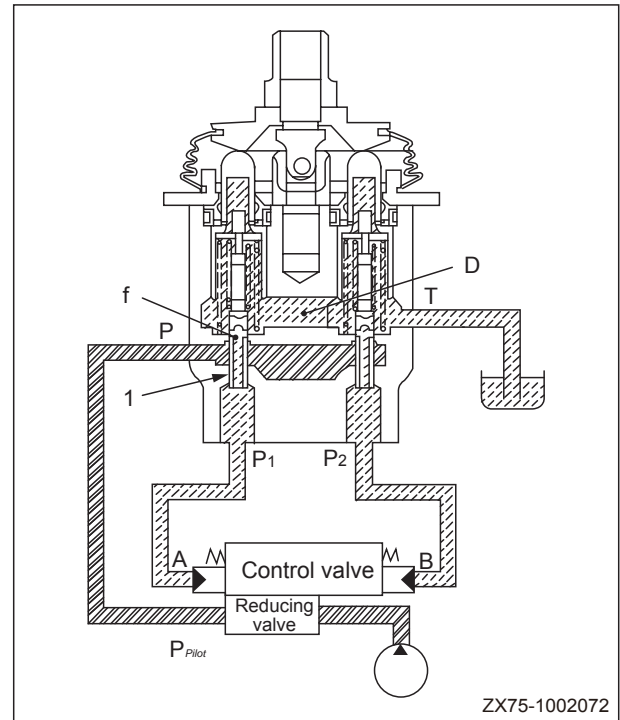 D
f
T
P
1
P1
P2
A
B
Control valve
Reducing
valve
PPilot
ZX75-1002072